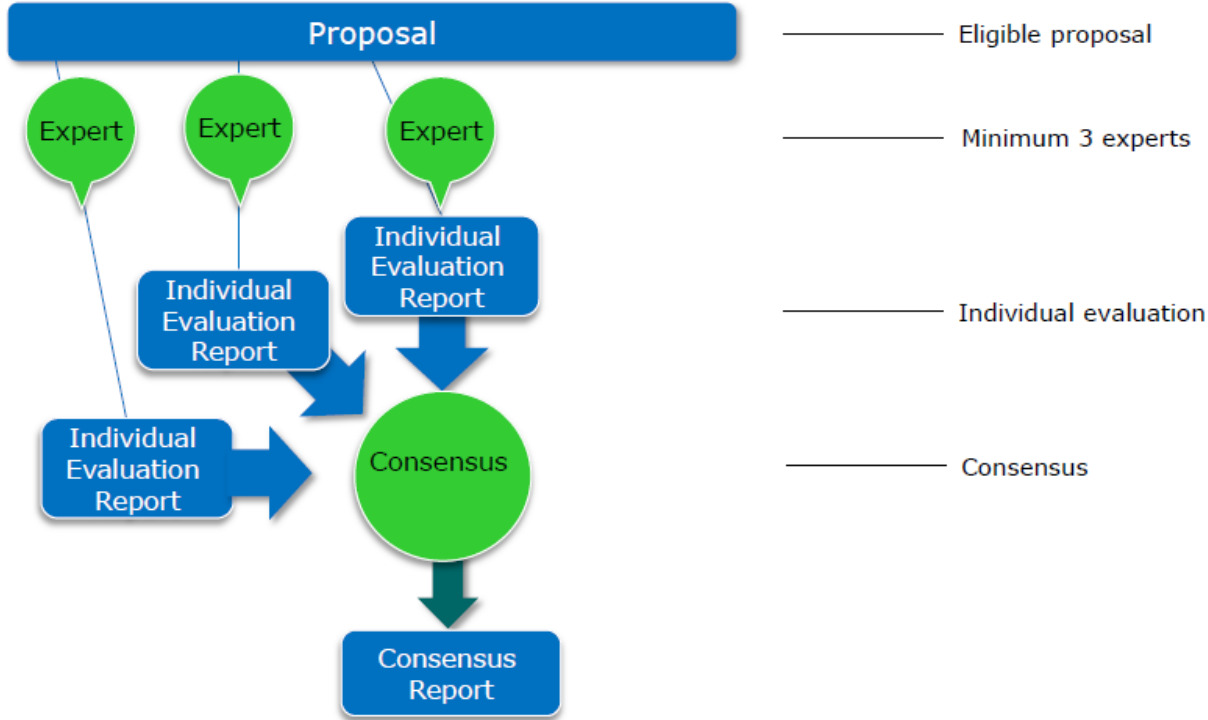 Proposal
Eligible proposal
Expert
Expert
Expert
Minimum 3 experts
Individual
Evaluation
Report
Individual
Evaluation
Report
Individual evaluation
Individual
Evaluation
Report
Consensus
Consensus
Consensus
Report